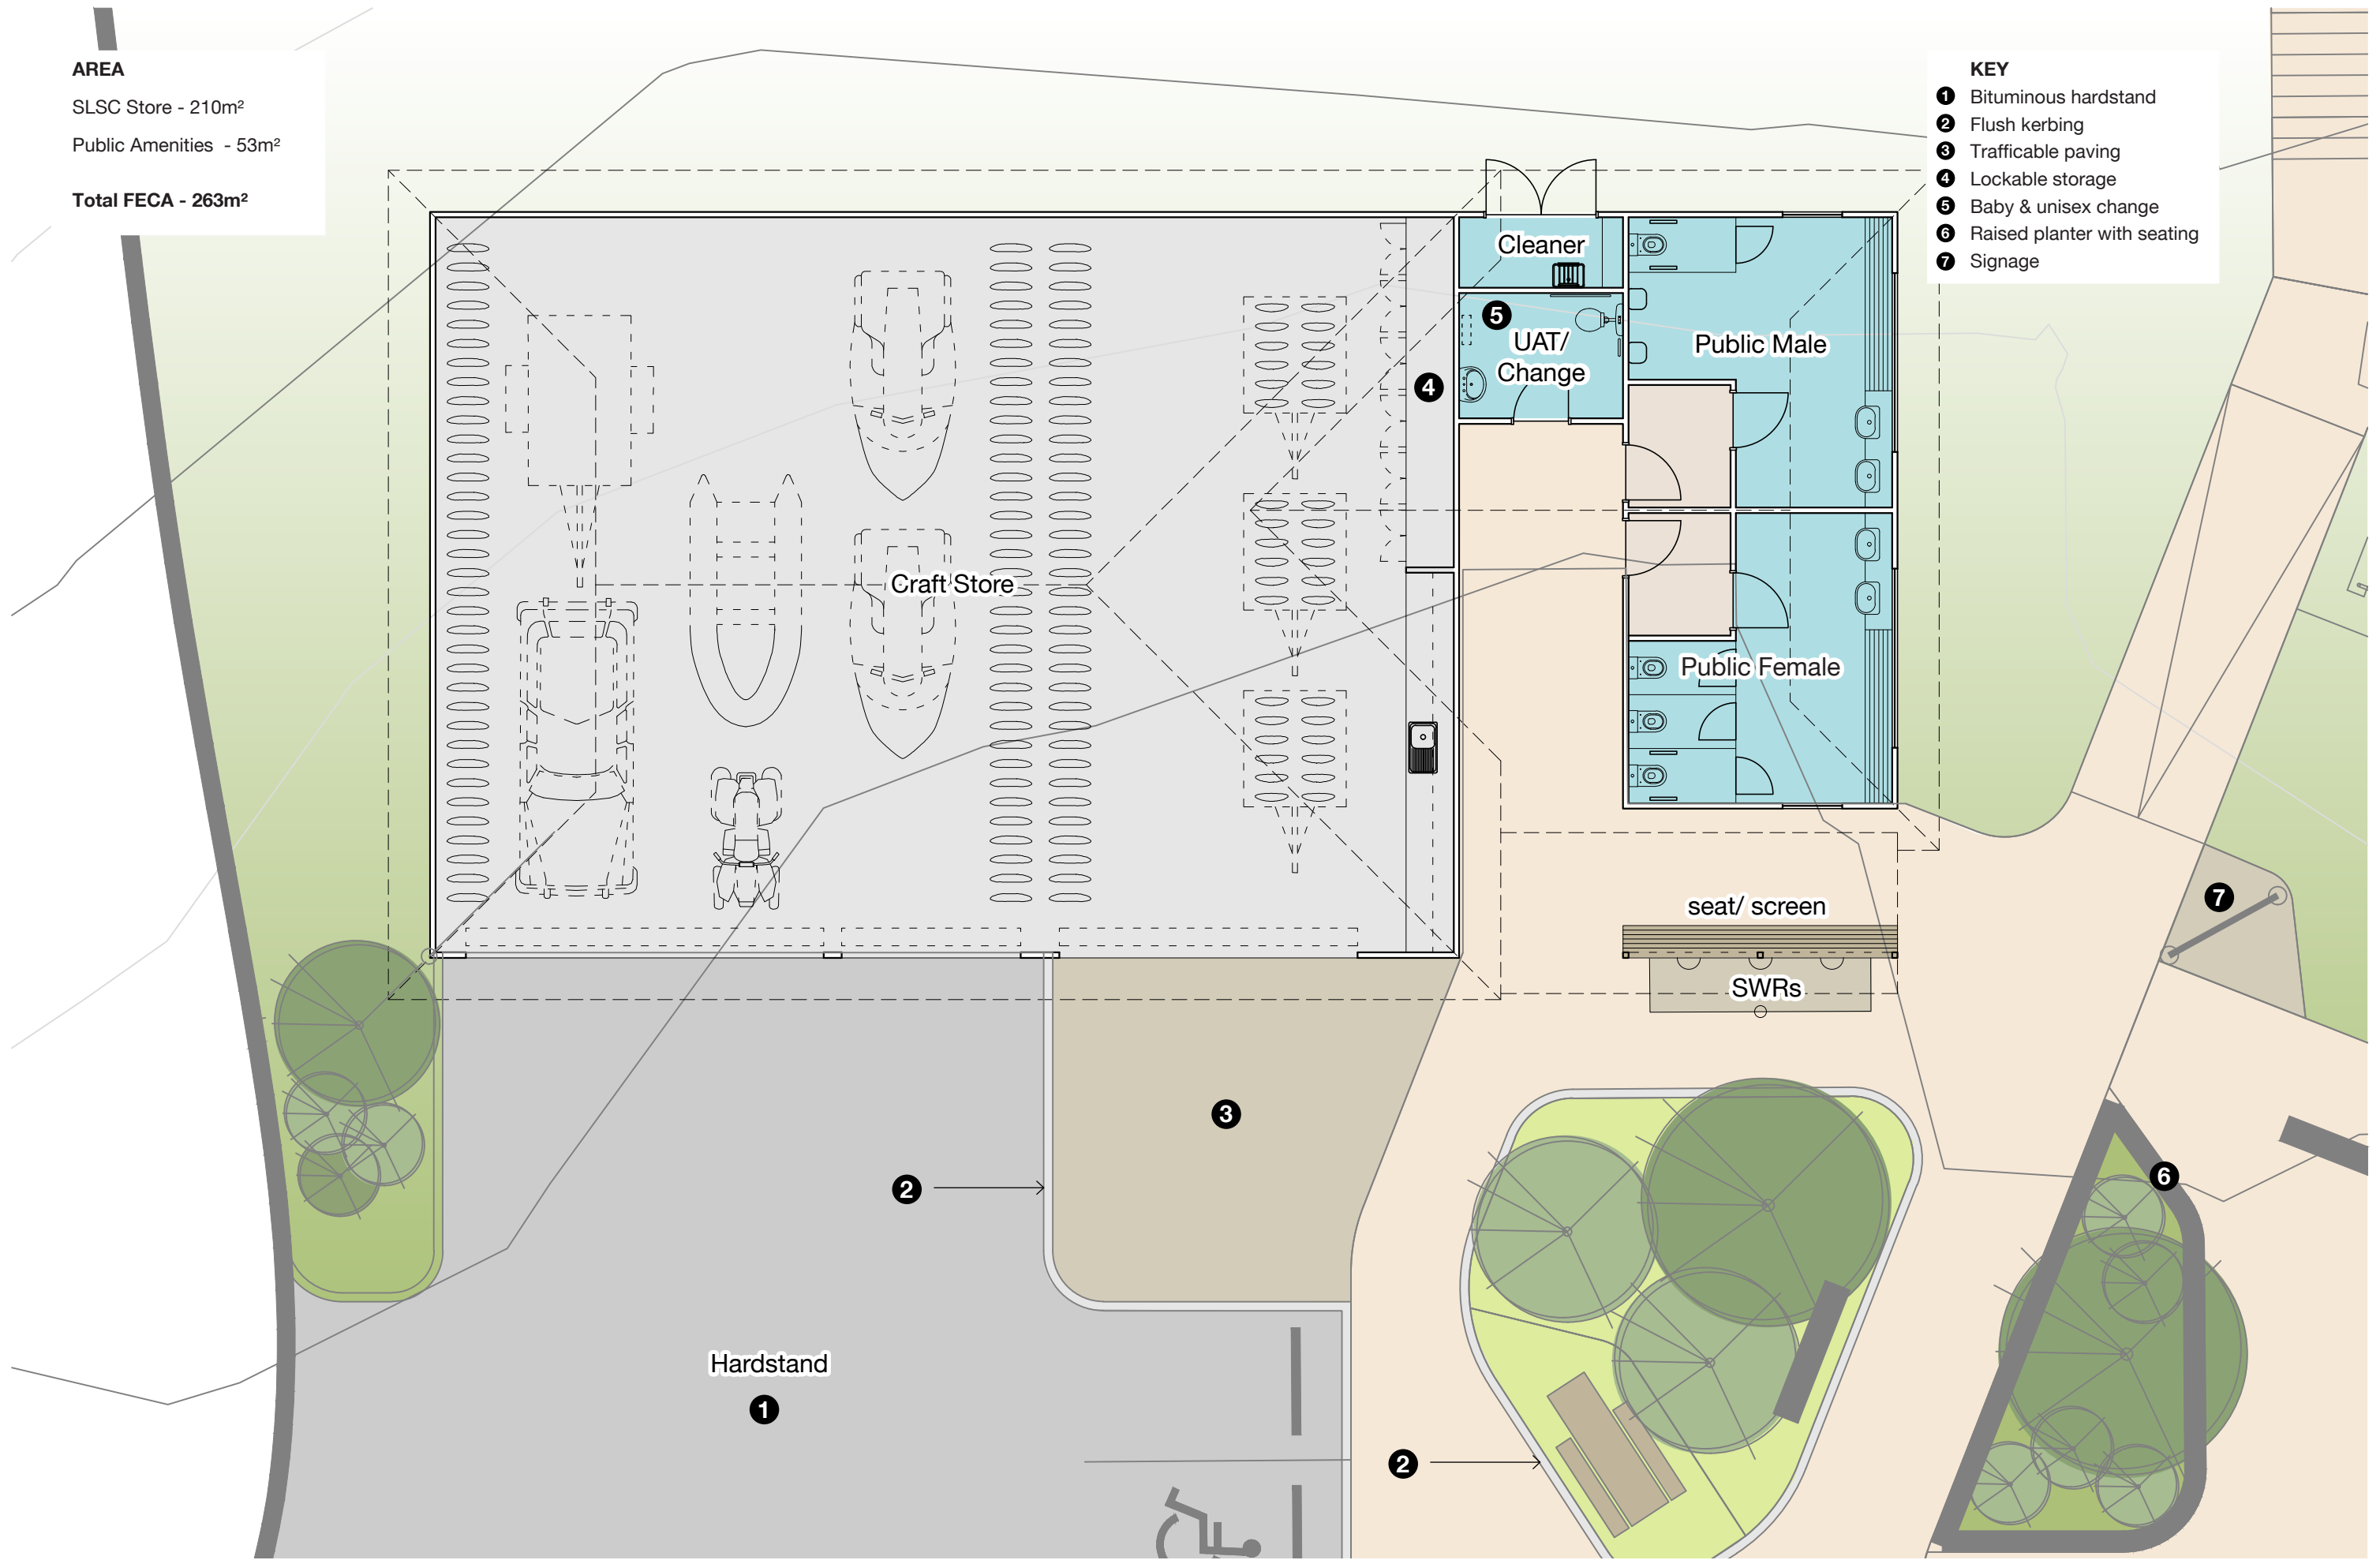 AREA
SLSC Store - 210m²
Public Amenities - 53m²
Total FECA - 263m²
KEY
1 Bituminous hardstand
2 Flush kerbing
3 Trafficable paving
4 Lockable storage
5 Baby & unisex change
6 Raised planter with seating
7 Signage
Cleaner
5
UAT/
Change
Public Male
4
Craft Store
Public Female
7
seat/ screen
SWRs
3
6
2
Hardstand
1
2